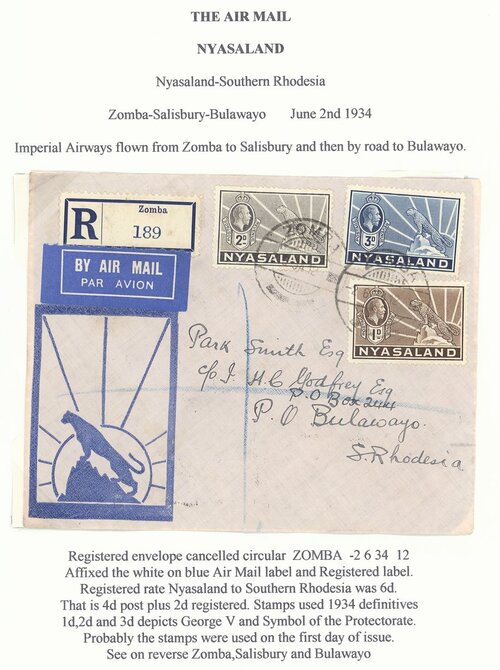 THE AIR MAIL
NYASALAND
Nyasaland-Southern Rhodesia
Zomba-Salisbury-Bulawayo June 2nd 1934
Imperial Airways flown from Zomba to Salisbury and then by road to Bulawayo.
R Zomba
189
BY AIR MAIL
PAR AVION
2D
NYASALAND
3D
NYASALAND
1D
NYASALAND
ZOMBA
Park Smith Esq
c/o I. H.C Godfrey Esq
P.O Box 244
P.O Bulawayo.
S. Rhodesia
Registered envelope cancelled circular ZOMBA -2 6 34 12
Affixed the white on blue Air Mail label and Registered label.
Registered rate Nyasaland to Southern Rhodesia was 6d.
That is 4d post plus 2d registered. Stamps used 1934 definitives
1d,2d and 3d depicts George V and Symbol of the Protectorate.
Probably the stamps were used on the first day of issue.
See on reverse Zomba,Salisbury and Bulawayo